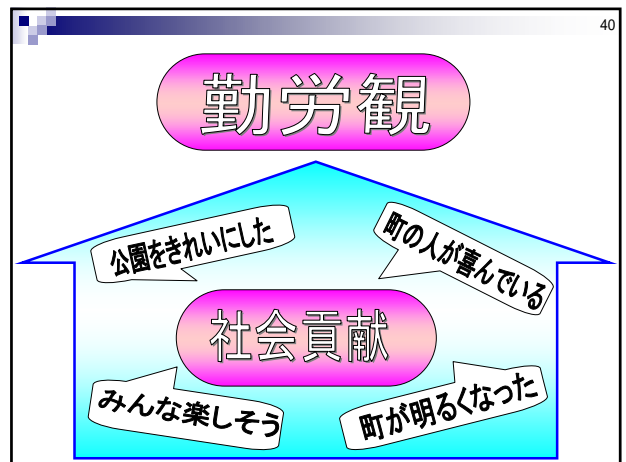 40
勤労観
公園をきれいにした
町の人が喜んでいる
社会貢献
みんな楽しそう
町が明るくなった